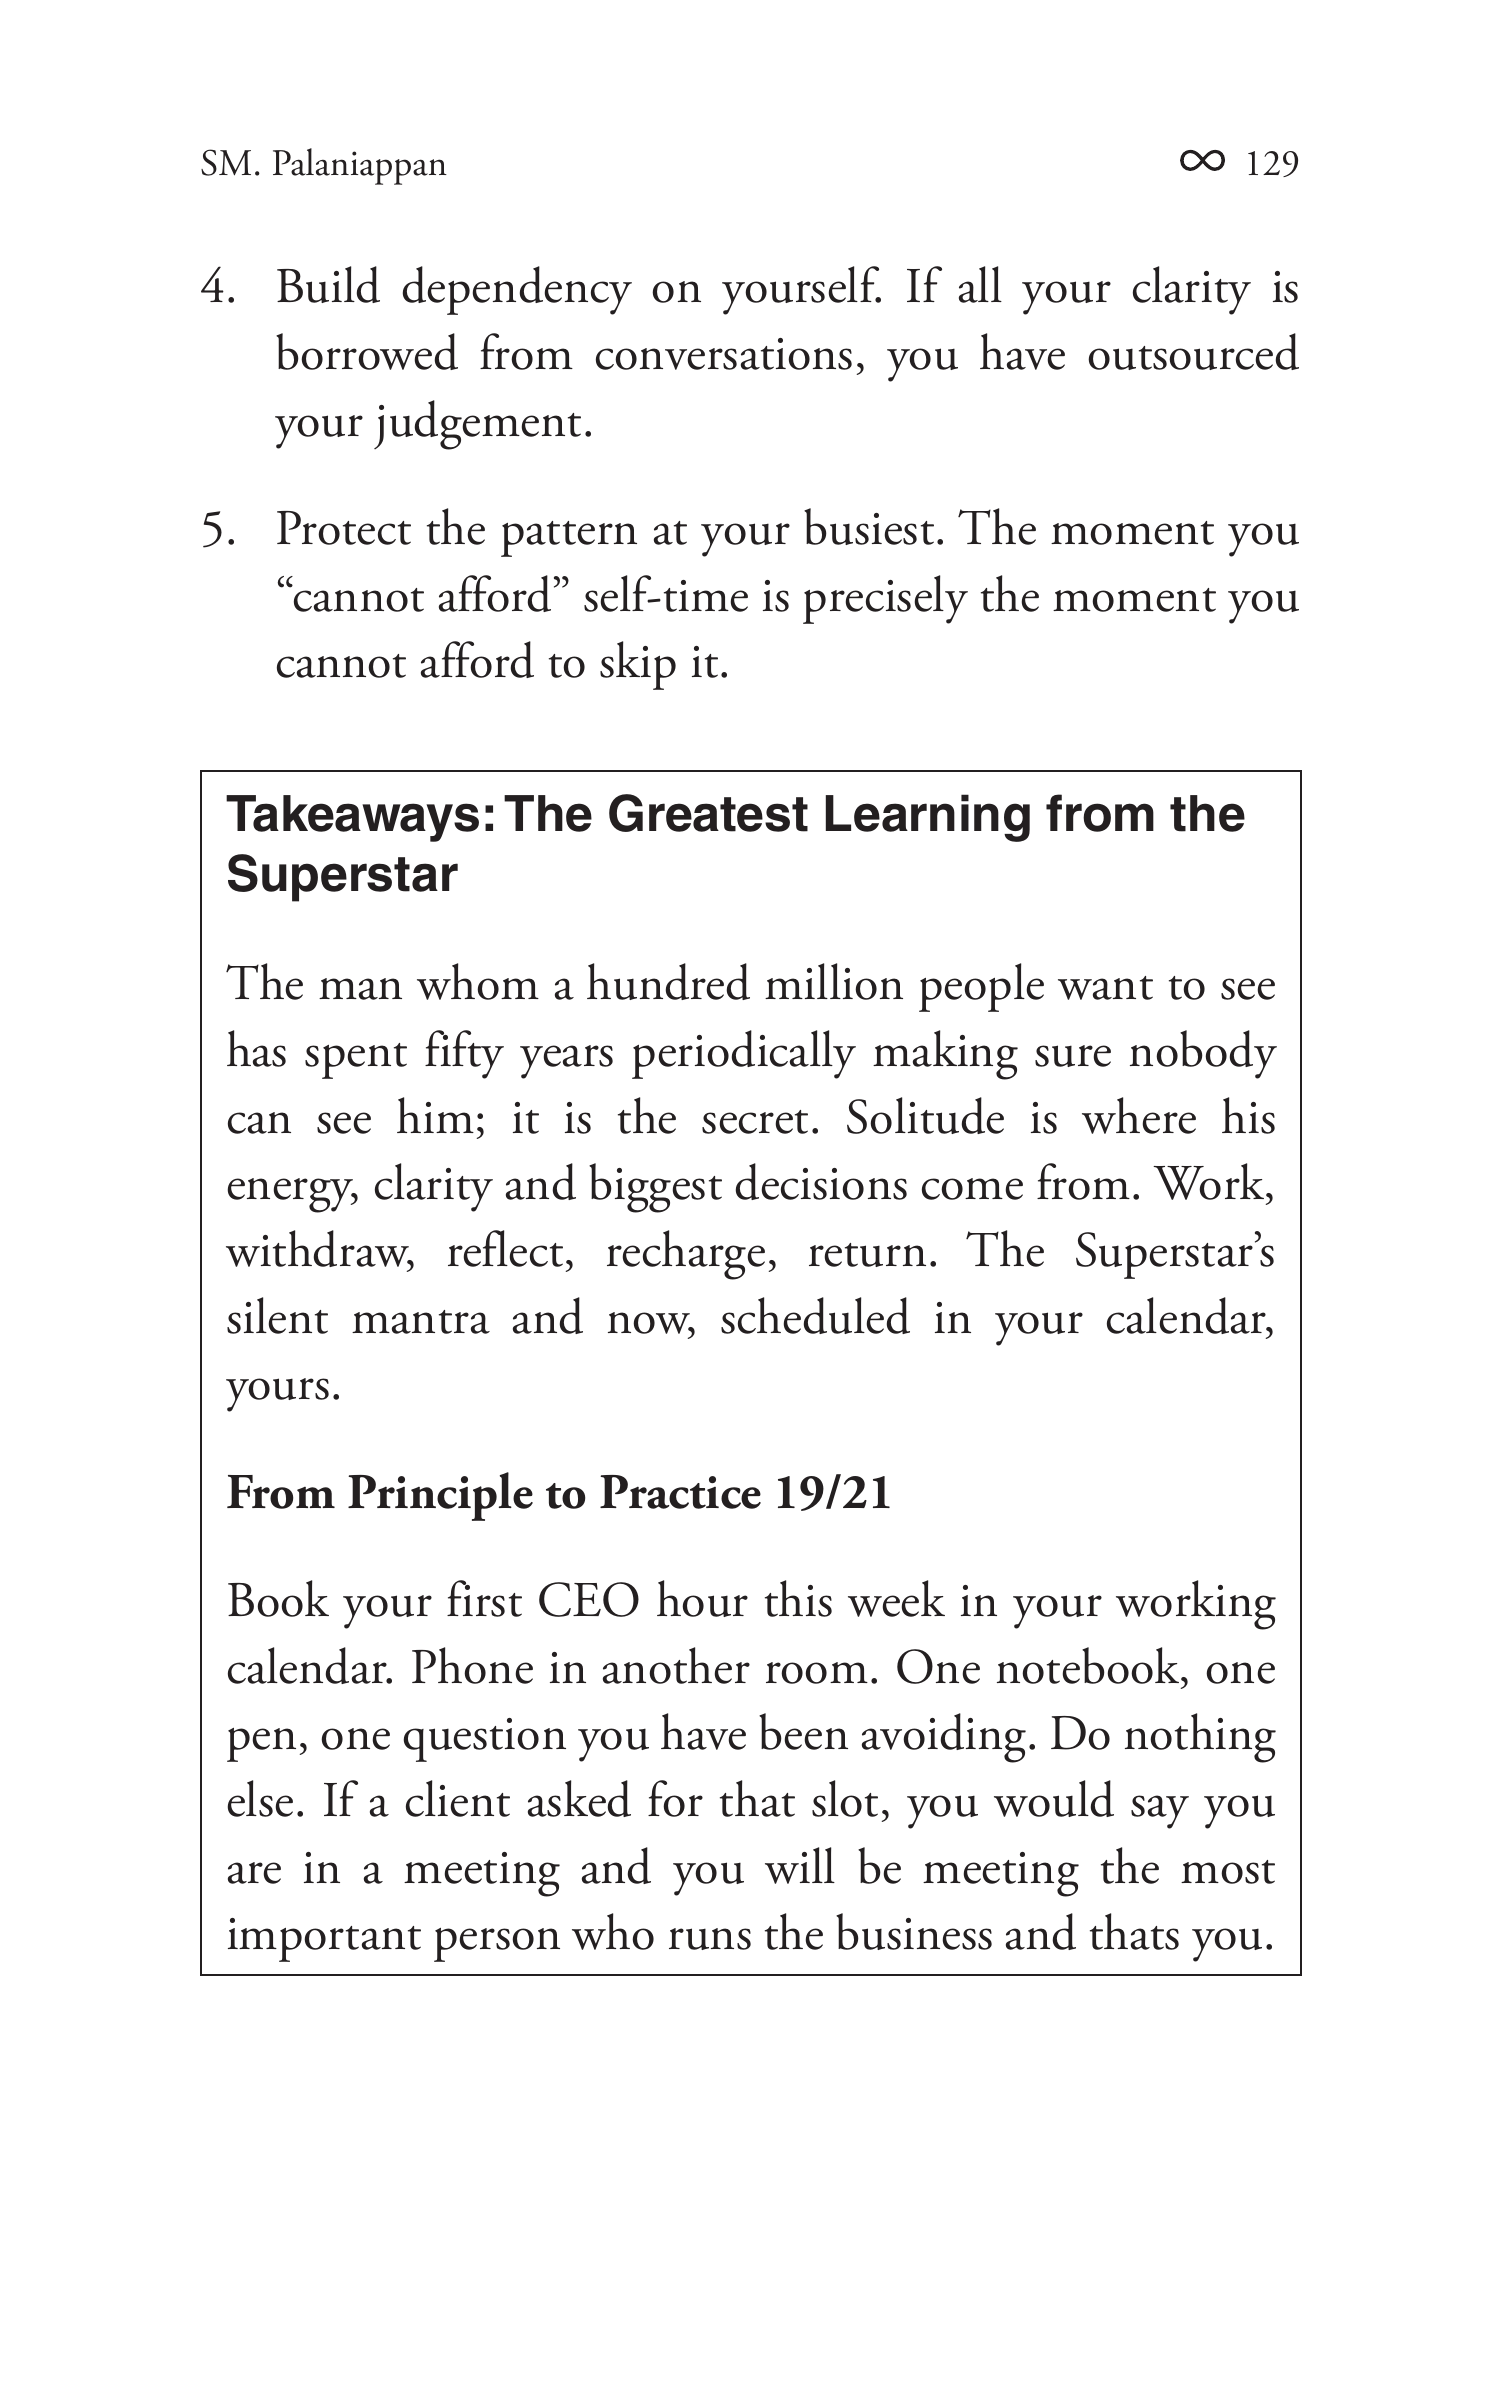 SM. Palaniappan ∞ 129
4. Build dependency on yourself. If all your clarity is
borrowed from conversations, you have outsourced
your judgement.
5. Protect the pattern at your busiest. The moment you
“cannot afford” self-time is precisely the moment you
cannot afford to skip it.
Takeaways: The Greatest Learning from the
Superstar
The man whom a hundred million people want to see
has spent fifty years periodically making sure nobody
can see him; it is the secret. Solitude is where his
energy, clarity and biggest decisions come from. Work,
withdraw, reflect, recharge, return. The Superstar’s
silent mantra and now, scheduled in your calendar,
yours.
From Principle to Practice 19/21
Book your first CEO hour this week in your working
calendar. Phone in another room. One notebook, one
pen, one question you have been avoiding. Do nothing
else. If a client asked for that slot, you would say you
are in a meeting and you will be meeting the most
important person who runs the business and thats you.